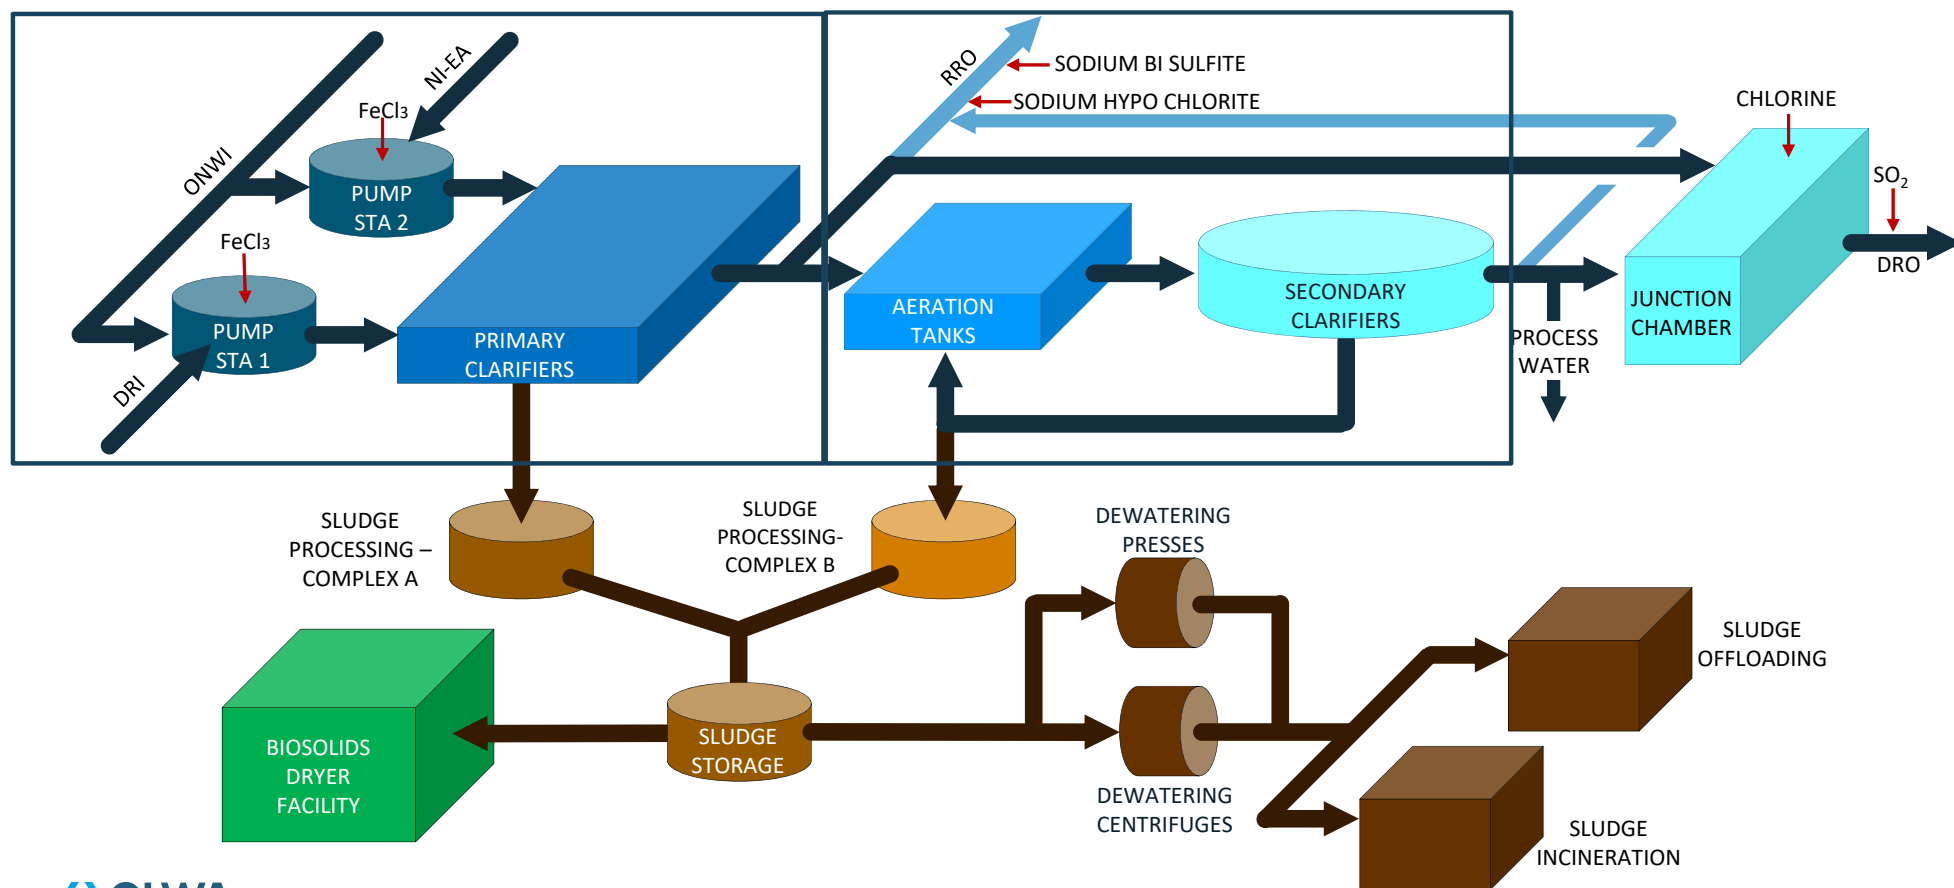 ONWI
NI-EA
FeCl3
PUMP
STA 2
FeCl3
PUMP
STA 1
DRI
PRIMARY
CLARIFIERS
RRO
SODIUM BI SULFITE
SODIUM HYPO CHLORITE
AERATION
TANKS
SECONDARY
CLARIFIERS
CHLORINE
SO2
DRO
JUNCTION
CHAMBER
PROCESS
WATER
SLUDGE
PROCESSING –
COMPLEX A
SLUDGE
PROCESSING-
COMPLEX B
DEWATERING
PRESSES
SLUDGE
OFFLOADING
BIOSOLIDS
DRYER
FACILITY
SLUDGE
STORAGE
DEWATERING
CENTRIFUGES
SLUDGE
INCINERATION